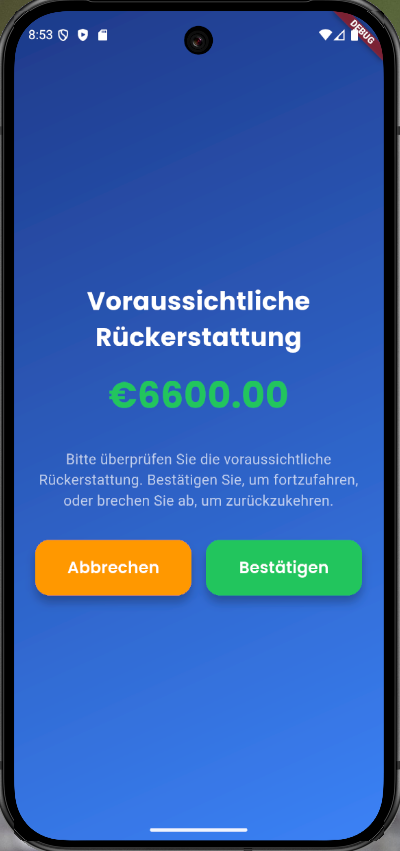 8:53
DEBUG
Voraussichtliche
Rückerstattung
€6600.00
Bitte überprüfen Sie die voraussichtliche
Rückerstattung. Bestätigen Sie, um fortzufahren,
oder brechen Sie ab, um zurückzukehren.
Abbrechen
Bestätigen